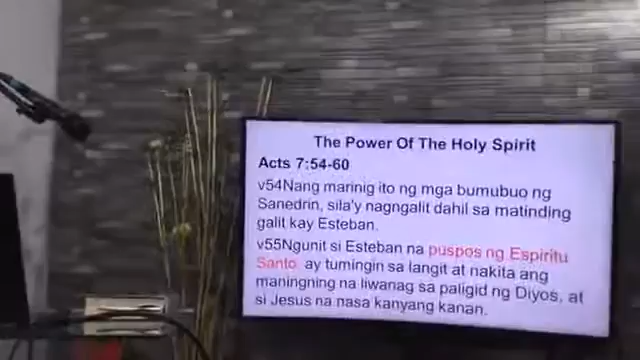 The Power Of The Holy Spirit
Acts 7:54-60
v54Nang marinig ito ng mga bumubuo ng
Sanedrin, sila'y nagngalit dahil sa matinding
galit kay Esteban.
v55Ngunit si Esteban na puspos ng Espiritu
Santo ay tumingin sa langit at nakita ang
maningning na liwanag sa paligid ng Diyos, at
si Jesus na nasa kanyang kanan.